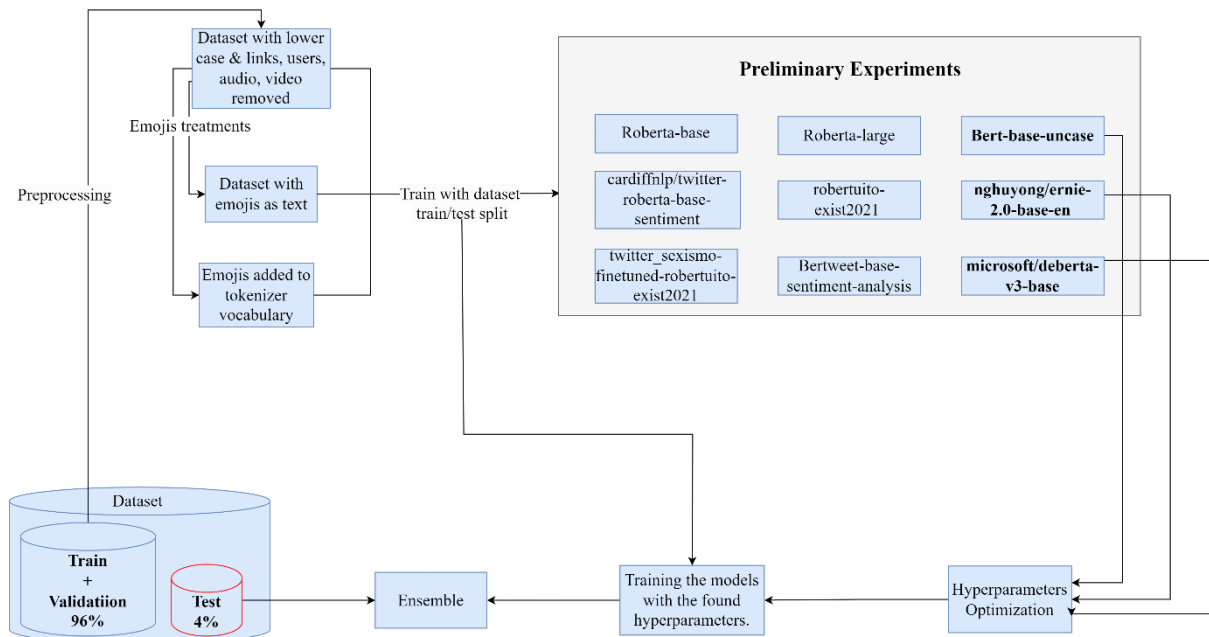 Dataset with lower
case & links, users,
audio, video
removed
Emojis treatments
Preprocessing
Dataset with
emojis as text
Emojis added to
tokenizer
vocabulary
Train with dataset
train/test split
Preliminary Experiments
Roberta-base
Roberta-large
Bert-base-uncase
cardiffnlp/twitter-
roberta-base-
sentiment
robertuito-
exist2021
nghuyong/ernie-
2.0-base-en
twitter_sexismo-
finetuned-robertuito-
exist2021
Bertweet-base-
sentiment-analysis
microsoft/deberta-
v3-base
Dataset
Train
+
Validatiion
96%
Test
4%
Ensemble
Training the models
with the found
hyperparameters.
Hyperparameters
Optimization